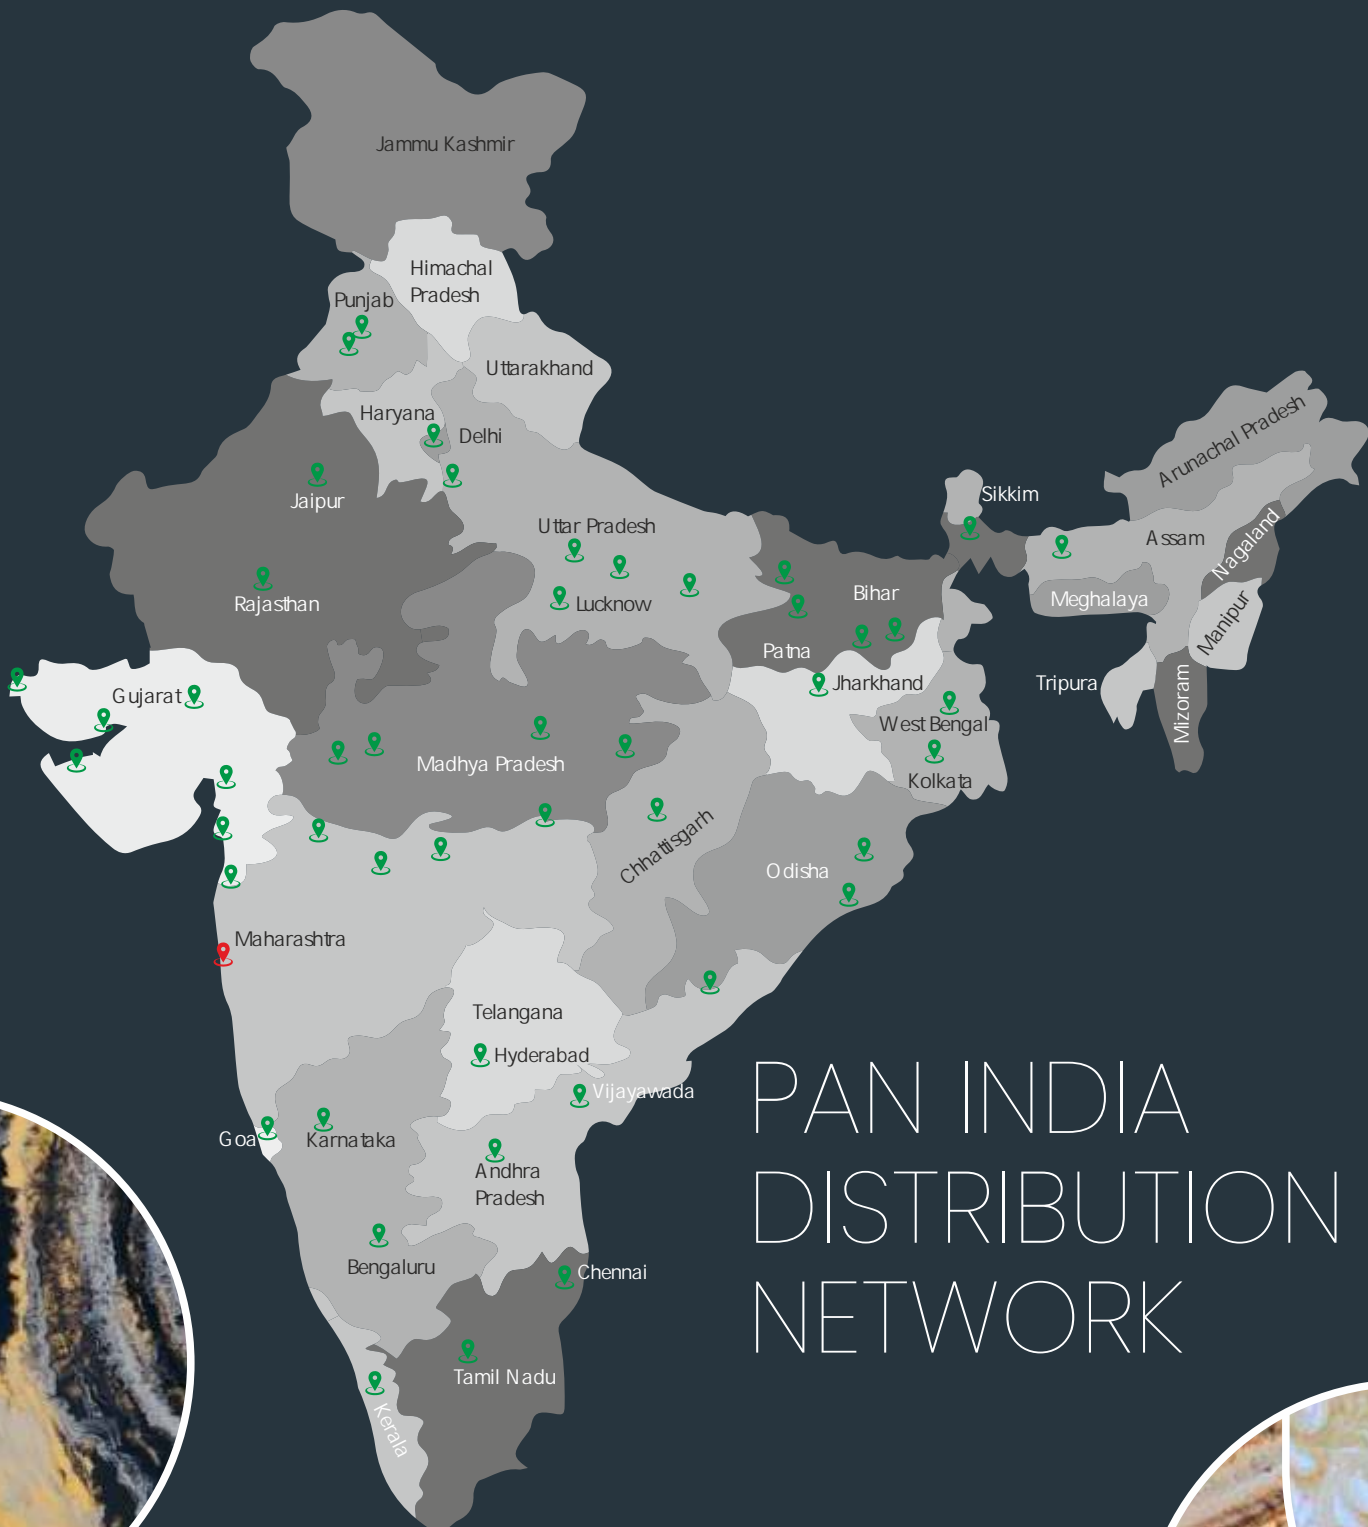 Jammu Kashmir
Himachal
Pradesh
Punjab
Uttarakhand
Haryana
Delhi
Arunachal Pradesh
Jaipur
Sikkim
Uttar Pradesh
Assam
Nagaland
Rajasthan
Lucknow
Bihar
Meghalaya
Manipur
Patna
Gujarat
Jharkhand
Tripura
Mizoram
West Bengal
Madhya Pradesh
Kolkata
Chhattisgarh
Odisha
Maharashtra
Telangana
Hyderabad
Vijayawada
Goa
Karnataka
Andhra
Pradesh
Bengaluru
Chennai
Tamil Nadu
Kerala
PAN INDIA
DISTRIBUTION
NETWORK